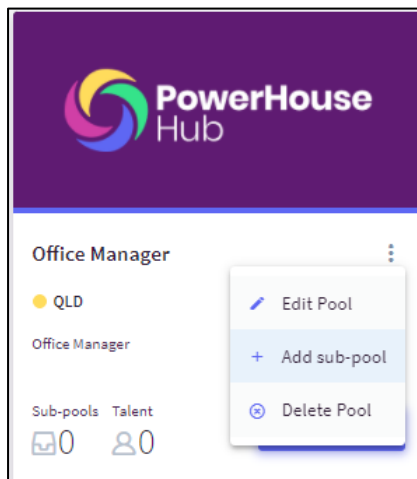 PowerHouse
Hub
Office Manager
QLD
Office Manager
Edit Pool
Add sub-pool
Delete Pool
Sub-pools Talent
0 0